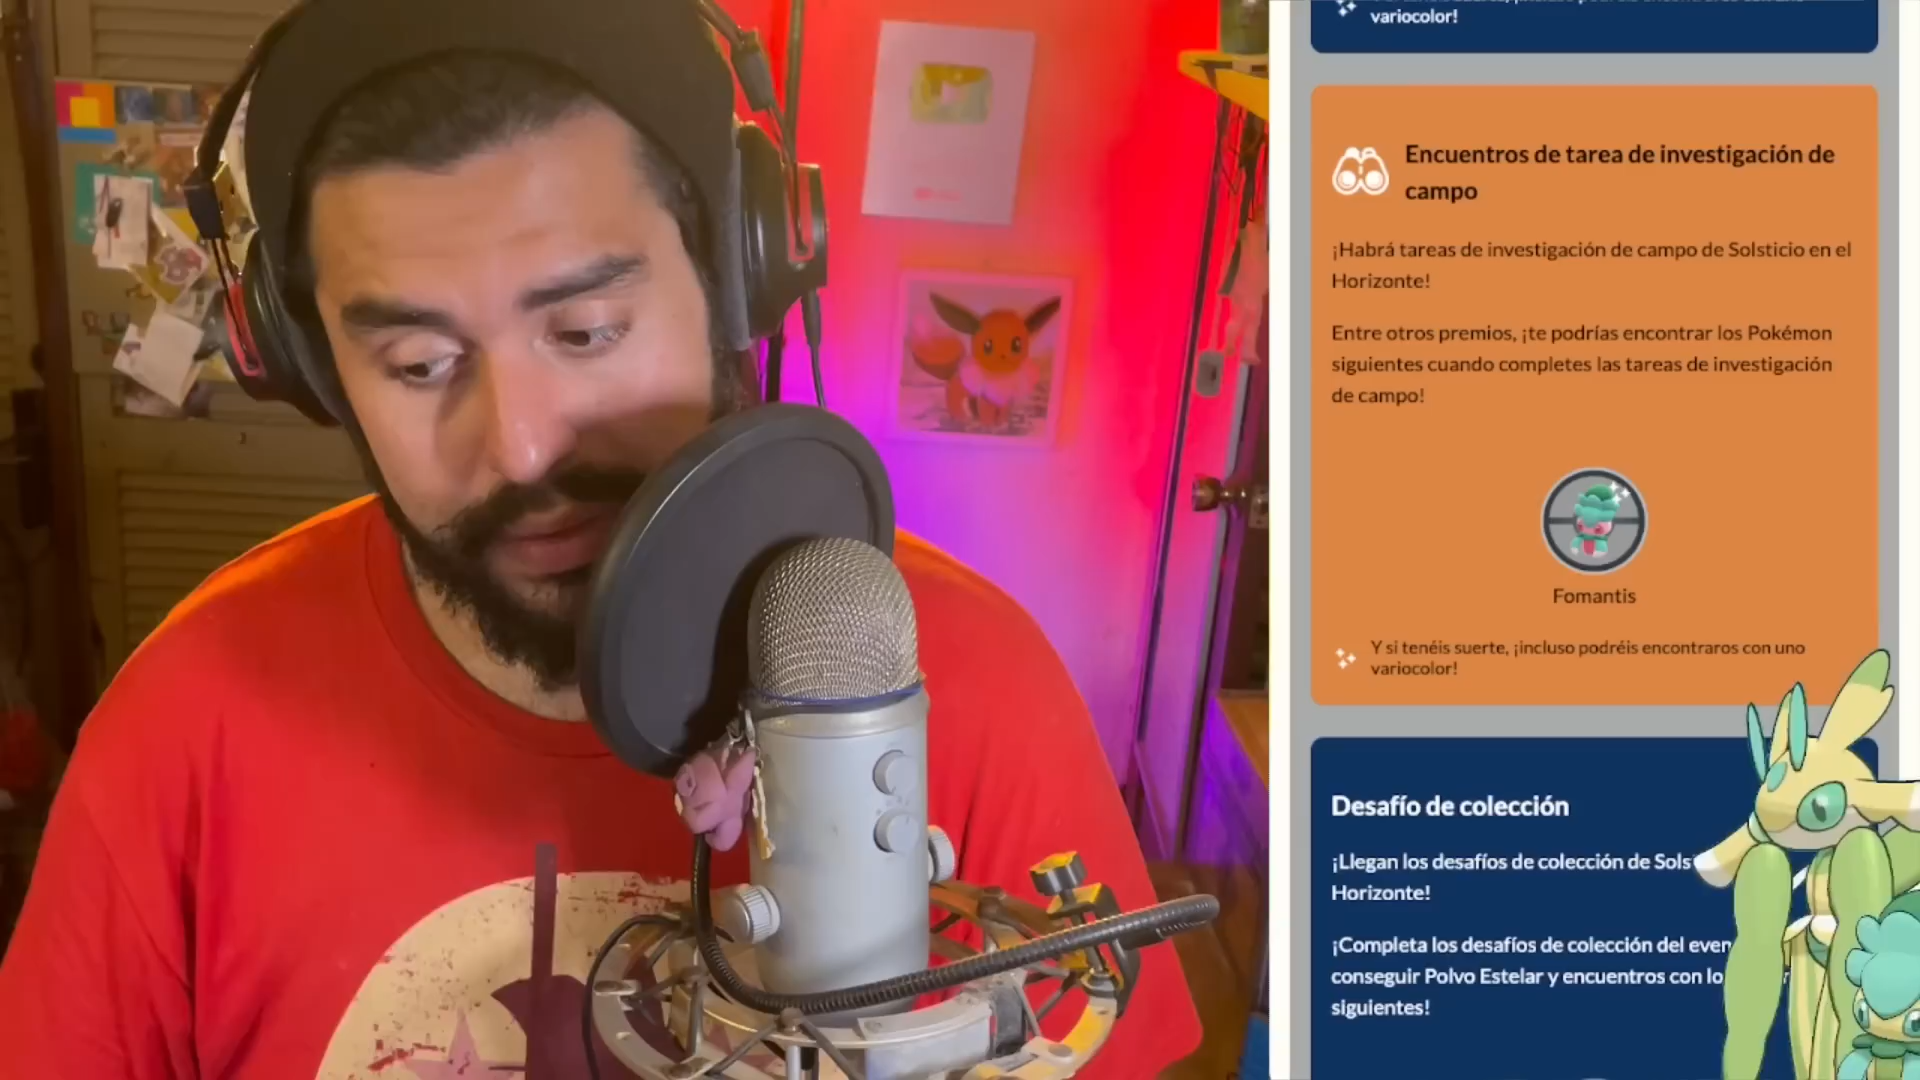 variocolor!
Encuentros de tarea de investigación de
campo
¡Habrá tareas de investigación de campo de Solsticio en el
Horizonte!
Entre otros premios, ¡te podrías encontrar los Pokémon
siguientes cuando completes las tareas de investigación
de campo!
Fomantis
Y si tenéis suerte, ¡incluso podréis encontraros con uno
variocolor!
Desafío de colección
¡Llegan los desafíos de colección de Sols
Horizonte!
¡Completa los desafíos de colección del even
conseguir Polvo Estelar y encuentros con lo
siguientes!